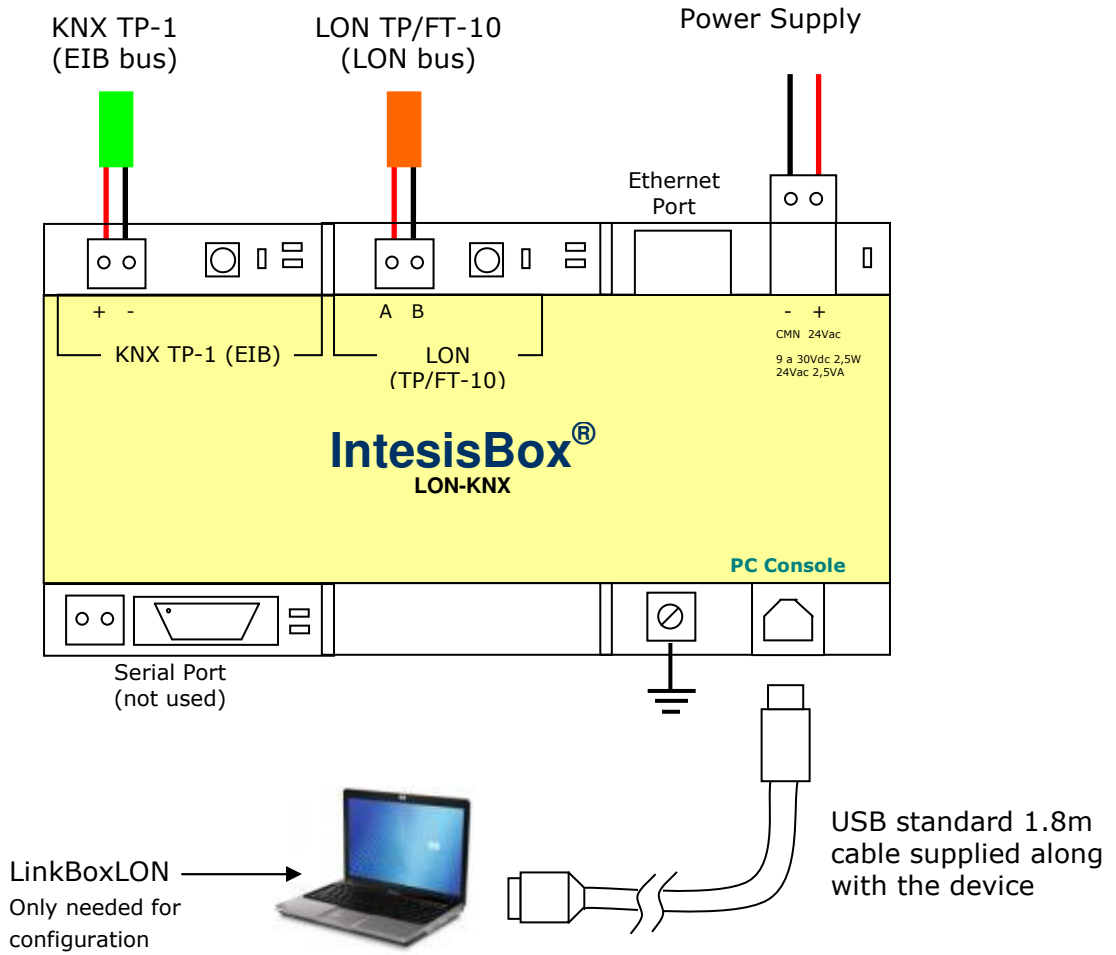 KNX TP-1
(EIB bus)
LON TP/FT-10
(LON bus)
Power Supply
Ethernet
Port
+ -
A B
- +
CMN 24Vac
KNX TP-1 (EIB)
LON
(TP/FT-10)
9 a 30Vdc 2,5W
24Vac 2,5VA
IntesisBox®
LON-KNX
PC Console
Serial Port
(not used)
LinkBoxLON
Only needed for
configuration
USB standard 1.8m
cable supplied along
with the device